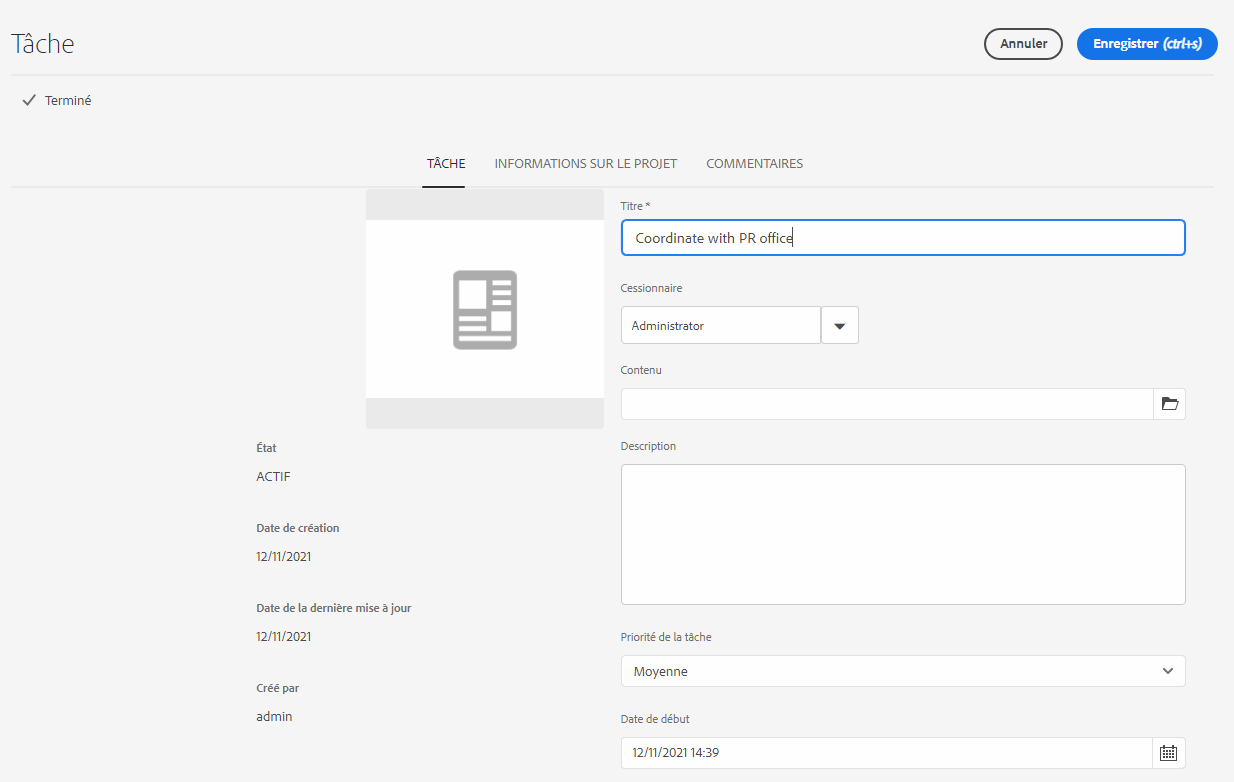 Tâche
Annuler
Enregistrer (ctrl+s)
Terminé
TÂCHE
INFORMATIONS SUR LE PROJET
COMMENTAIRES
Titre *
Coordinate with PR office
Cessionnaire
Administrator
Contenu
Description
État
ACTIF
Date de création
12/11/2021
Date de la dernière mise à jour
12/11/2021
Créé par
admin
Priorité de la tâche
Moyenne
Date de début
12/11/2021 14:39